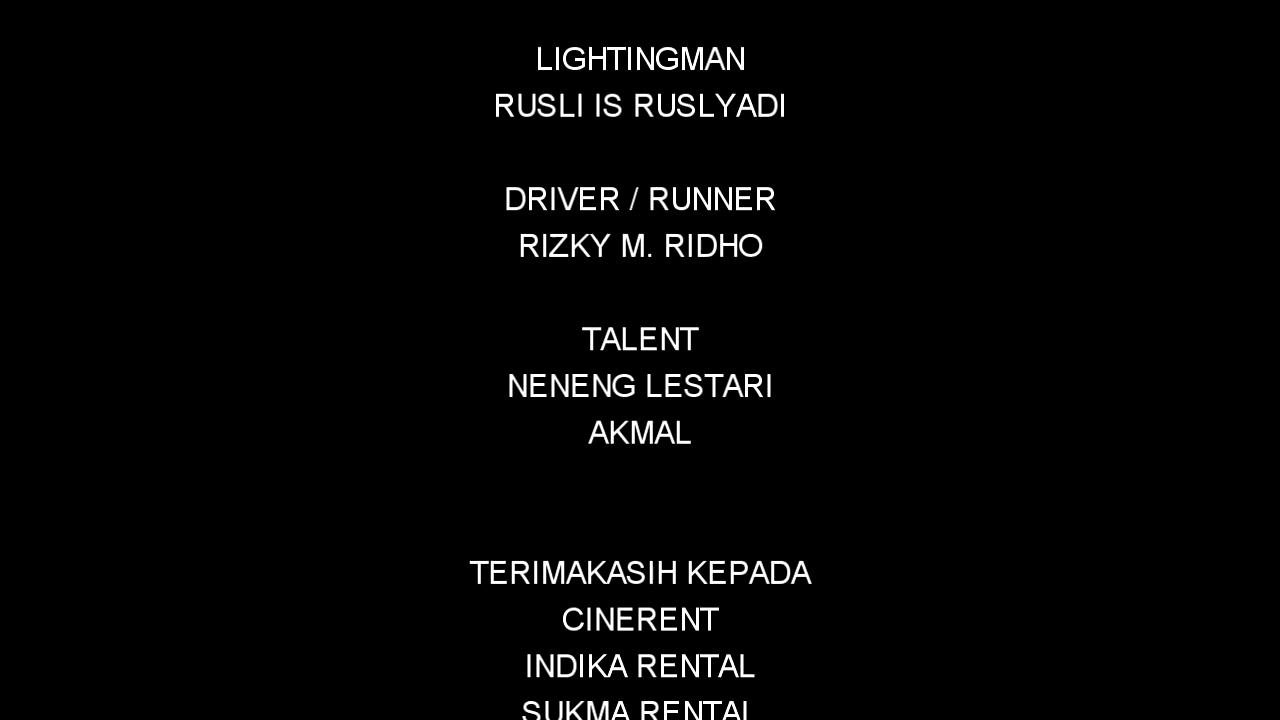 LIGHTINGMAN
RUSLI IS RUSLYADI
DRIVER / RUNNER
RIZKY M. RIDHO
TALENT
NENENG LESTARI
AKMAL
TERIMAKASIH KEPADA
CINERENT
INDIKA RENTAL
SUKMA RENTAL